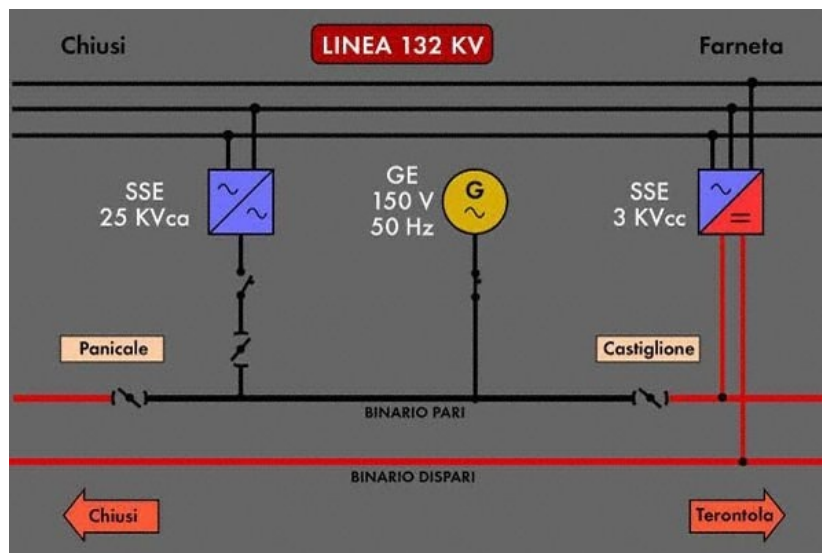 Chiusi
LINEA 132 KV
Farneta
SSE
25 KVca
GE
150 V
50 Hz
G
SSE
3 KVcc
Panicale
Castiglione
BINARIO PARI
BINARIO DISPARI
Chiusi
Terontola